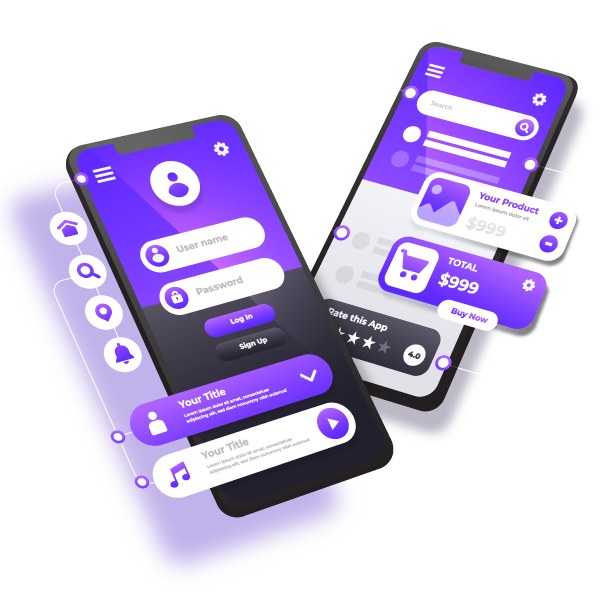 User name
Password
Log In
Sign Up
Your Title
Lorem ipsum dolor sit amet, consectetuer
adipiscing elit, sed diam nonummy nibh euismod
Your Title
Lorem ipsum dolor sit amet, consectetuer
adipiscing elit, sed diam nonummy nibh euismod
Search
Your Product
Lorem ipsum dolor sit
$999
TOTAL
$999
Buy Now
Rate this App
4.0